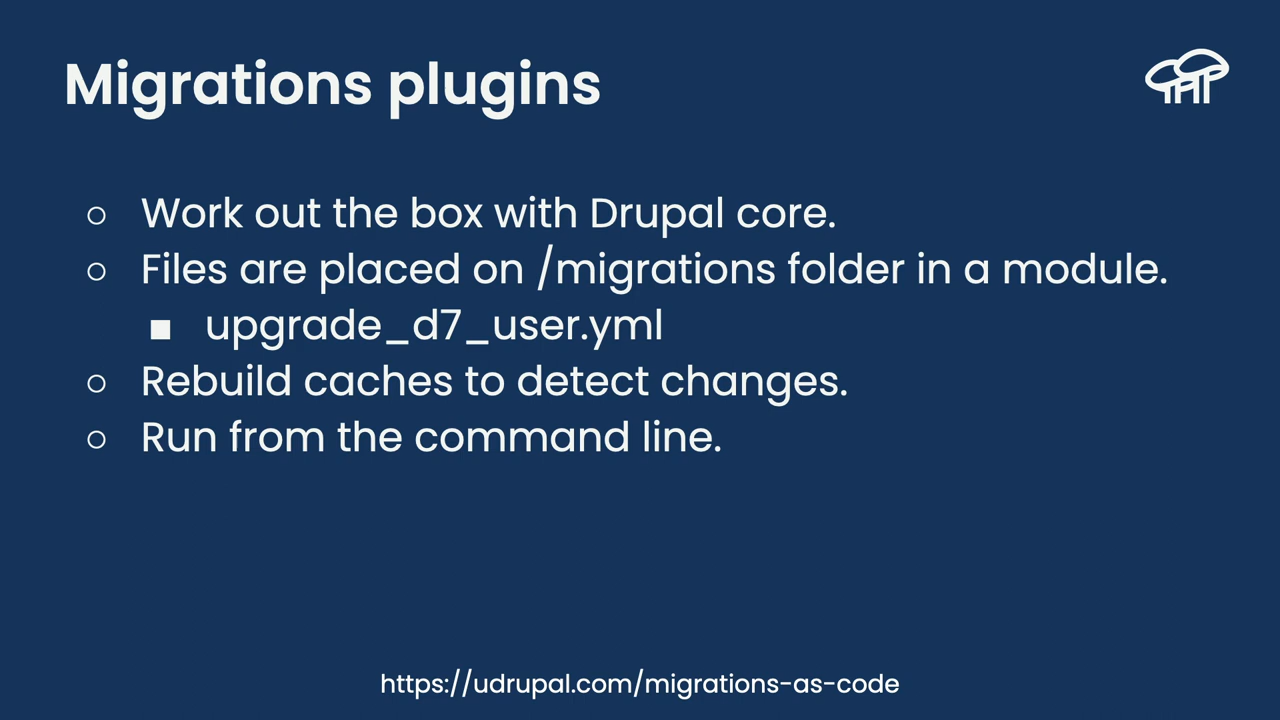 Migrations plugins
○ Work out the box with Drupal core.
○ Files are placed on /migrations folder in a module.
■ upgrade_d7_user.yml
○ Rebuild caches to detect changes.
○ Run from the command line.
https://udrupal.com/migrations-as-code